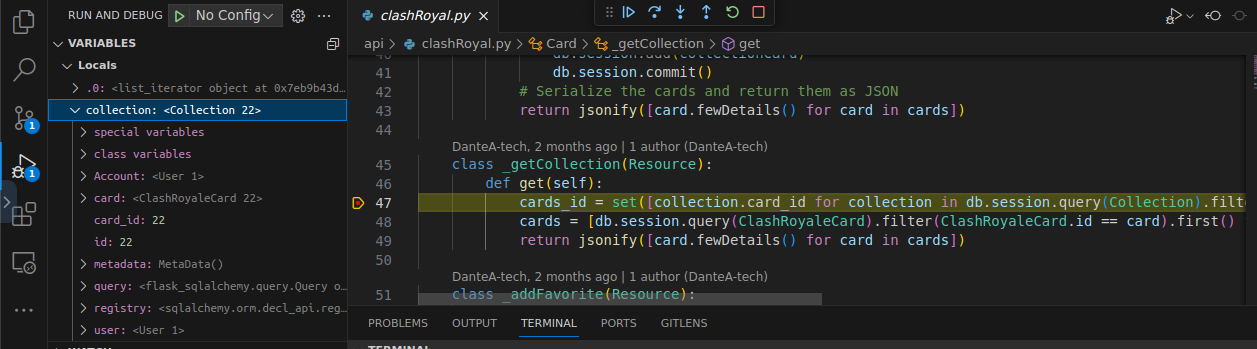 RUN AND DEBUG
No Config
VARIABLES
Locals
.0: <list_iterator object at 0x7eb9b43d…
collection: <Collection 22>
special variables
class variables
Account: <User 1>
card: <ClashRoyaleCard 22>
card_id: 22
id: 22
metadata: MetaData()
query: <flask_sqlalchemy.query.Query o…
registry: <sqlalchemy.orm.decl_api.reg…
user: <User 1>
1
1
clashRoyal.py
api > clashRoyal.py > Card > _getCollection > get
40 db.session.add(collectionCard)
41 db.session.commit()
42 # Serialize the cards and return them as JSON
43 return jsonify([card.fewDetails() for card in cards])
44
DanteA-tech, 2 months ago | 1 author (DanteA-tech)
45 class _getCollection(Resource):
46 def get(self):
47 cards_id = set([collection.card_id for collection in db.session.query(Collection).filte
48 cards = [db.session.query(ClashRoyaleCard).filter(ClashRoyaleCard.id == card).first()
49 return jsonify([card.fewDetails() for card in cards])
50
DanteA-tech, 2 months ago | 1 author (DanteA-tech)
51 class _addFavorite(Resource):
PROBLEMS OUTPUT TERMINAL PORTS GITLENS
TERMINAL
WATCH